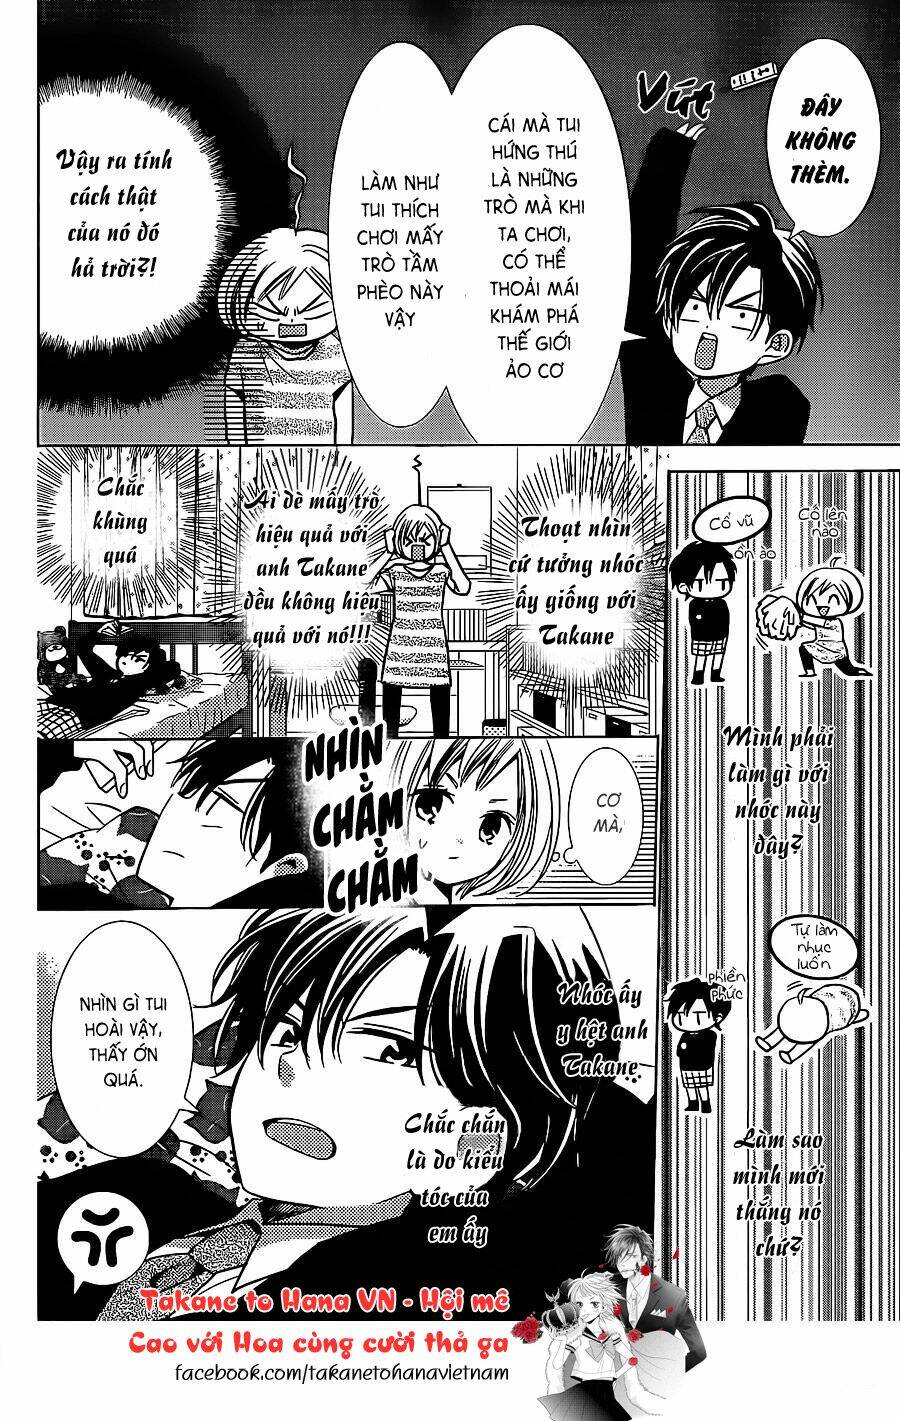 ĐÂY
KHÔNG
THÈM.
Vứt
CÁI MÀ TUI
HỨNG THÚ
LÀ NHỮNG
TRÒ MÀ KHI
TA CHƠI,
CÓ THỂ
THOẢI MÁI
KHÁM PHÁ
THẾ GIỚI
ẢO CƠ
LÀM NHƯ
TUI THÍCH
CHƠI MẤY
TRÒ TẦM
PHÈO NÀY
VẬY
Vậy ra tính
cách thật
của nó đó
hả trời?!
Cổ vũ
Cố lên
nào
ồn ào
Mình phải
làm gì với
nhóc này
đây?
Tự làm
nhục
luôn
phiền
phức
Làm sao
mình mới
thắng nó
chứ?
Thoạt nhìn
cứ tưởng nhóc
ấy giống với
Takane
Ai dè mấy trò
hiệu quả với
anh Takane
đều không hiệu
quả với nó!!!
Chắc
khùng
quá
CƠ
MÀ,
NHÌN
CHẰM
CHẰM
Nhóc ấy
y hệt anh
Takane
Chắc chắn
là do kiểu
tóc của
em ấy
NHÌN GÌ TUI
HOÀI VẬY,
THẤY ỚN
QUÁ.
Takane to Hana VN - Hội mê
Cao với Hoa cùng cười thả ga
facebook.com/takanetohanavietnam